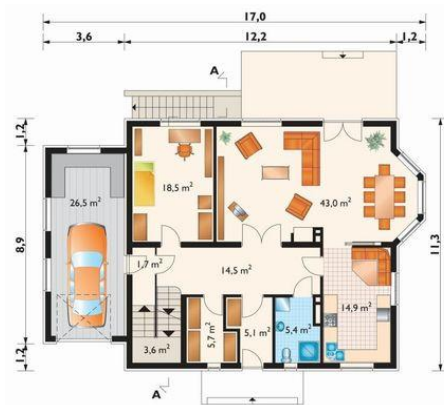 17,0
3,6 12,2 1,2
A
1,2
18,5 m²
43,0 m²
26,5 m²
8,9
11,3
1,7 m²
14,5 m²
14,9 m²
5,7 m²
5,1 m²
5,4 m²
3,6 m²
1,2
A